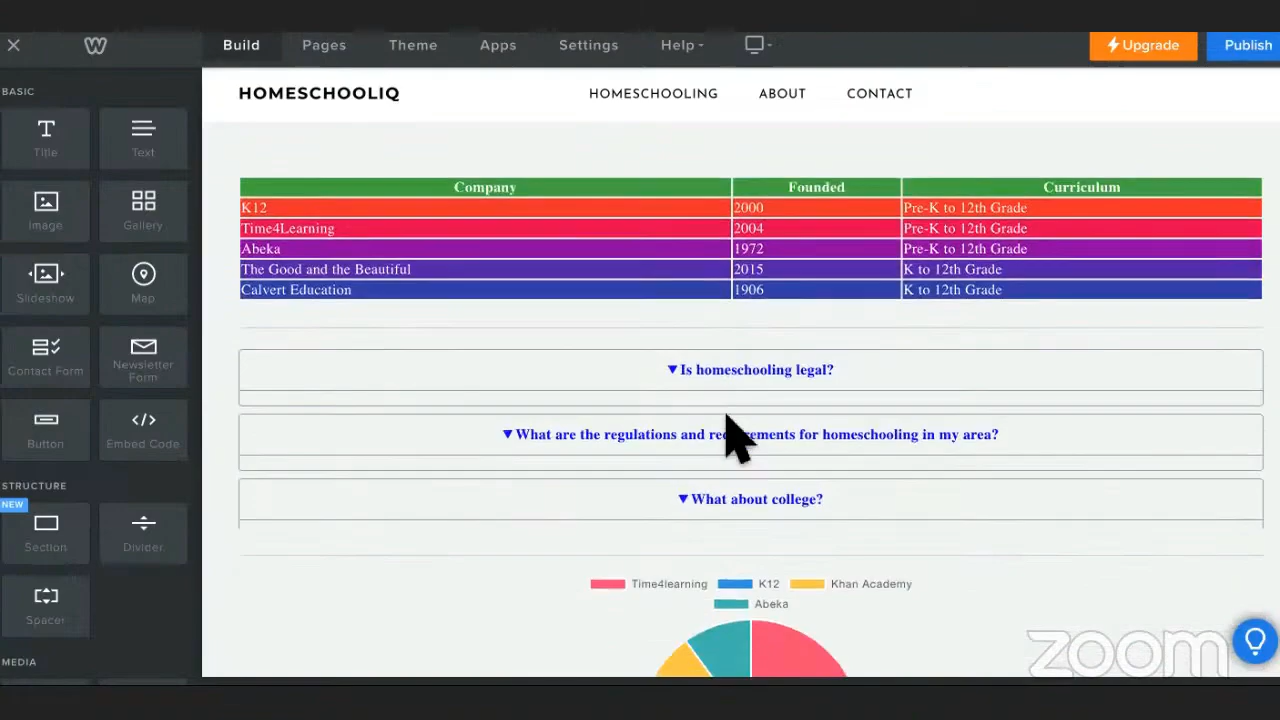 Build Pages Theme Apps Settings Help Upgrade Publish
BASIC
Title Text
Image Gallery
Slideshow Map
Contact Form Newsletter Form
Button Embed Code
STRUCTURE
NEW
Section Divider
Spacer
MEDIA
HOMESCHOOLIQ HOMESCHOOLING ABOUT CONTACT
Company Founded Curriculum
K12 2000 Pre-K to 12th Grade
Time4Learning 2004 Pre-K to 12th Grade
Abeka 1972 Pre-K to 12th Grade
The Good and the Beautiful 2015 K to 12th Grade
Calvert Education 1906 K to 12th Grade
Is homeschooling legal?
What are the regulations and requirements for homeschooling in my area?
What about college?
Time4learning K12 Khan Academy
Abeka
zoom